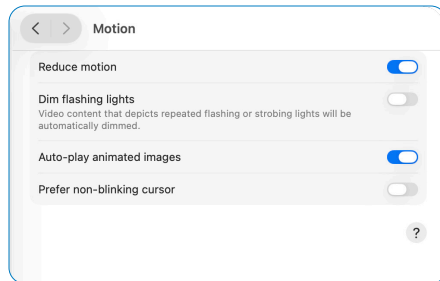 Motion
Reduce motion
Dim flashing lights
Video content that depicts repeated flashing or strobing lights will be
automatically dimmed.
Auto-play animated images
Prefer non-blinking cursor
?